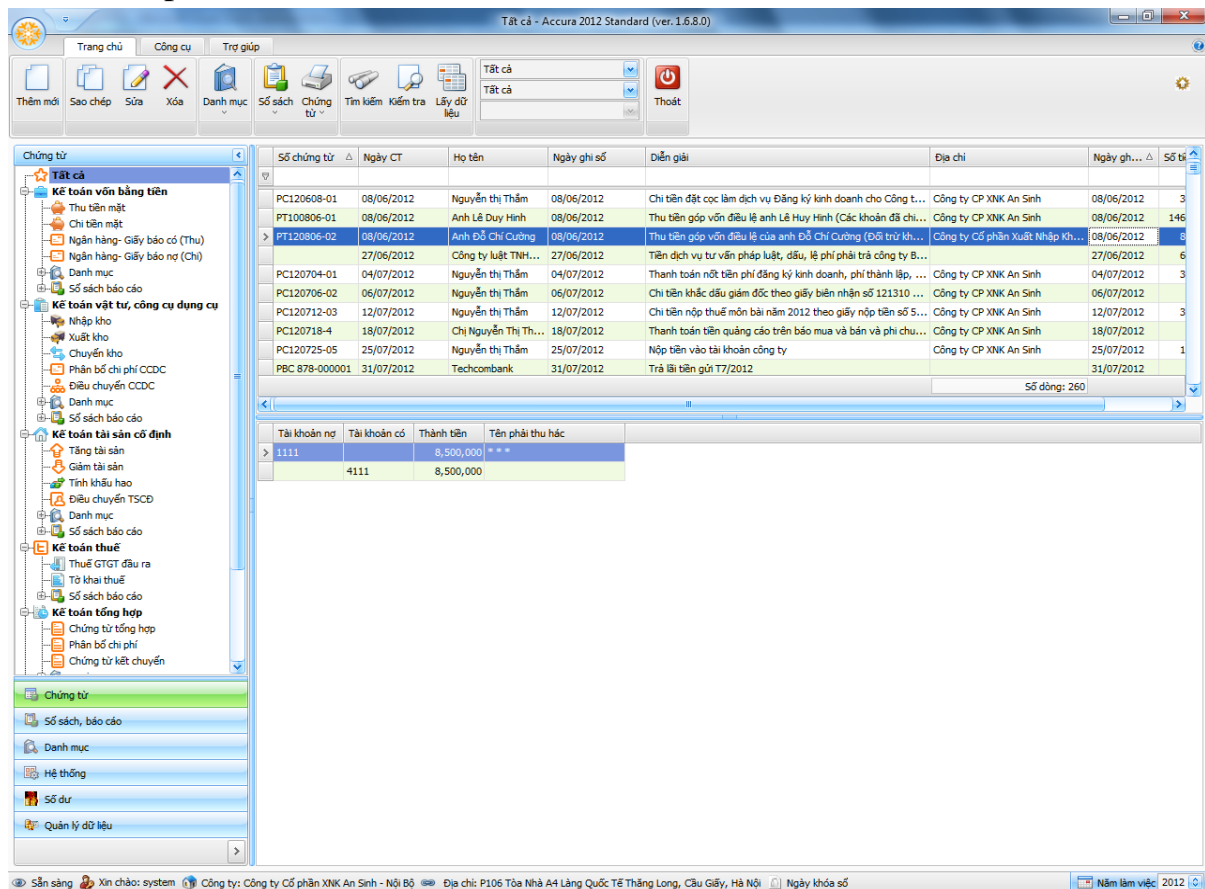 Tất cả - Accura 2012 Standard (ver. 1.6.8.0)
Trang chủ Công cụ Trợ giúp
Thêm mới Sao chép Sửa Xóa Danh mục Sổ sách Chứng từ Tìm kiếm Kiểm tra Lấy dữ liệu Thoát
Tất cả
Tất cả
Chứng từ
Tất cả
Kế toán vốn bằng tiền
Thu tiền mặt
Chi tiền mặt
Ngân hàng- Giấy báo có (Thu)
Ngân hàng- Giấy báo nợ (Chi)
Danh mục
Sổ sách báo cáo
Kế toán vật tư, công cụ dụng cụ
Nhập kho
Xuất kho
Chuyển kho
Phân bổ chi phí CCDC
Điều chuyển CCDC
Danh mục
Sổ sách báo cáo
Kế toán tài sản cố định
Tăng tài sản
Giảm tài sản
Tính khấu hao
Điều chuyển TSCĐ
Danh mục
Sổ sách báo cáo
Kế toán thuế
Thuế GTGT đầu ra
Tờ khai thuế
Sổ sách báo cáo
Kế toán tổng hợp
Chứng từ tổng hợp
Phân bổ chi phí
Chứng từ kết chuyển
Chứng từ
Sổ sách, báo cáo
Danh mục
Hệ thống
Số dư
Quản lý dữ liệu
Số chứng từ Ngày CT Họ tên Ngày ghi sổ Diễn giải Địa chỉ Ngày gh... Số ti
PC120608-01 08/06/2012 Nguyễn thị Thắm 08/06/2012 Chi tiền đặt cọc làm dịch vụ Đăng ký kinh doanh cho Công t... Công ty CP XNK An Sinh 08/06/2012 3
PT100806-01 08/06/2012 Anh Lê Duy Hinh 08/06/2012 Thu tiền góp vốn điều lệ anh Lê Huy Hinh (Các khoản đã chi... Công ty CP XNK An Sinh 08/06/2012 146
PT120806-02 08/06/2012 Anh Đỗ Chí Cường 08/06/2012 Thu tiền góp vốn điều lệ của anh Đỗ Chí Cường (Đối trừ kh... Công ty Cổ phần Xuất Nhập Kh... 08/06/2012 8
27/06/2012 Công ty luật TNH... 27/06/2012 Tiền dịch vụ tư vấn pháp luật, dấu, lệ phí phải trả công ty B... 27/06/2012 6
PC120704-01 04/07/2012 Nguyễn thị Thắm 04/07/2012 Thanh toán nốt tiền phí đăng ký kinh doanh, phí thành lập, ... Công ty CP XNK An Sinh 04/07/2012 3
PC120706-02 06/07/2012 Nguyễn thị Thắm 06/07/2012 Chi tiền khắc dấu giám đốc theo giấy biên nhận số 121310 ... Công ty CP XNK An Sinh 06/07/2012
PC120712-03 12/07/2012 Nguyễn thị Thắm 12/07/2012 Chi tiền nộp thuế môn bài năm 2012 theo giấy nộp tiền số 5... Công ty CP XNK An Sinh 12/07/2012 3
PC120718-4 18/07/2012 Chị Nguyễn Thị Th... 18/07/2012 Thanh toán tiền quảng cáo trên báo mua và bán và phi chu... Công ty CP XNK An Sinh 18/07/2012
PC120725-05 25/07/2012 Nguyễn thị Thắm 25/07/2012 Nộp tiền vào tài khoản công ty Công ty CP XNK An Sinh 25/07/2012 1
PBC 878-000001 31/07/2012 Techcombank 31/07/2012 Trả lãi tiền gửi T7/2012 31/07/2012
Số dòng: 260
Tài khoản nợ Tài khoản có Thành tiền Tên phải thu hác
1111 8,500,000 * * *
4111 8,500,000
Sẵn sàng Xin chào: system Công ty: Công ty Cổ phần XNK An Sinh - Nội Bộ Địa chỉ: P106 Tòa Nhà A4 Làng Quốc Tế Thăng Long, Cầu Giấy, Hà Nội Ngày khóa sổ Năm làm việc 2012